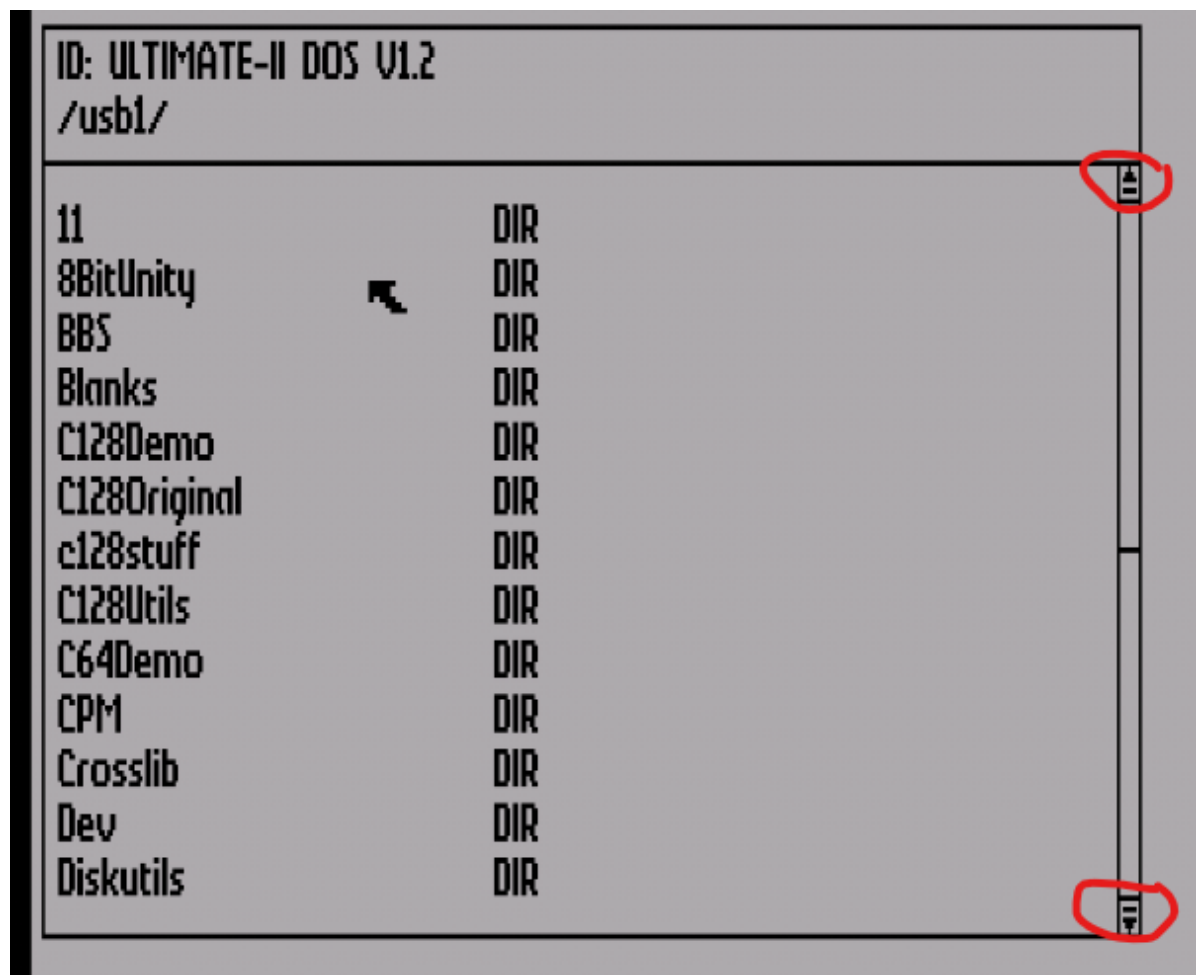 ID: ULTIMATE-II DOS V1.2
/usb1/
11 DIR
8BitUnity DIR
BBS DIR
Blanks DIR
C128Demo DIR
C128Original DIR
c128stuff DIR
C128Utils DIR
C64Demo DIR
CPM DIR
Crosslib DIR
Dev DIR
Diskutils DIR